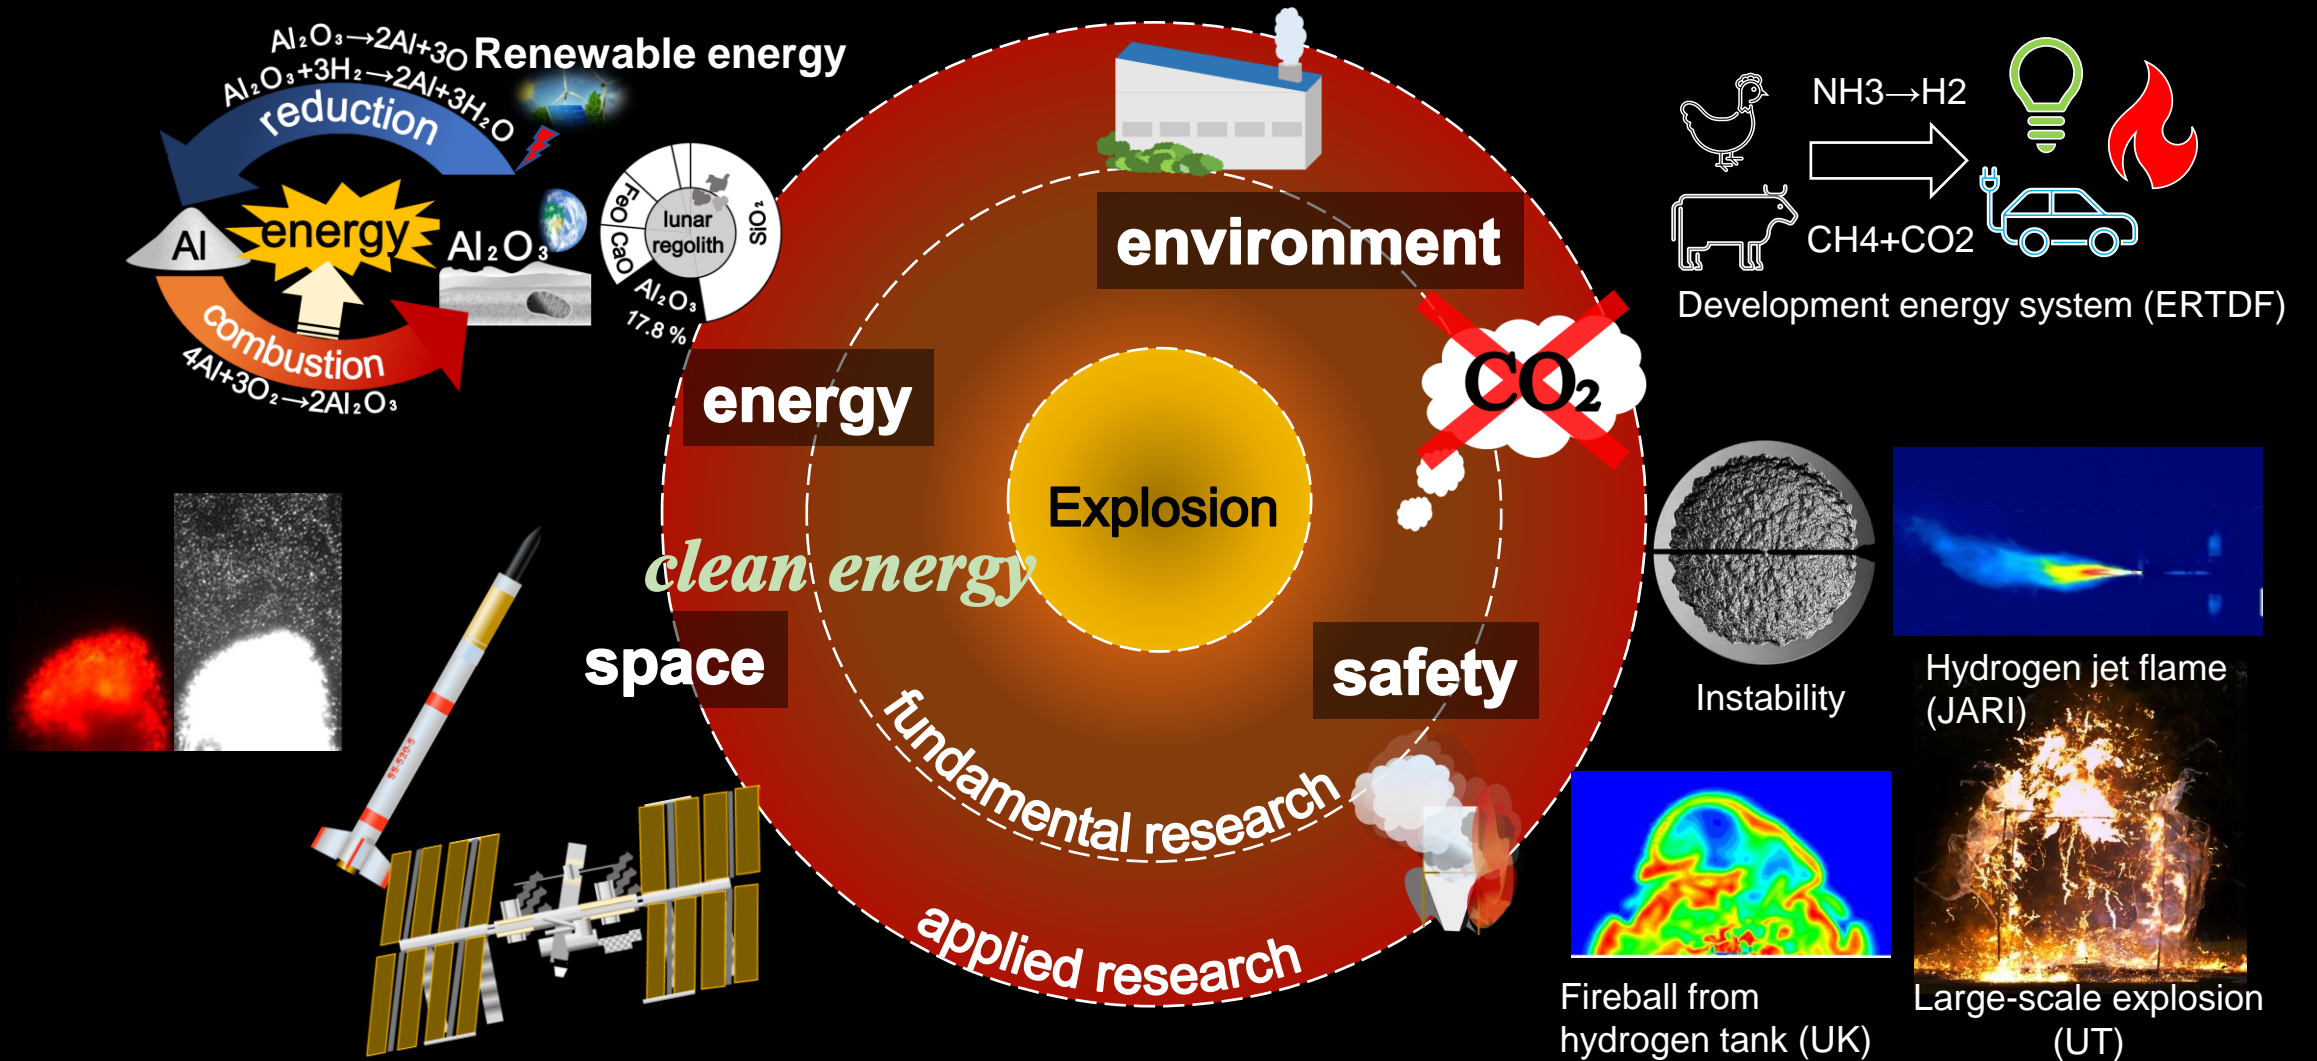 Al₂O₃→2Al+3O
Al₂O₃+3H₂→2Al+3H₂O
reduction
Renewable energy
Al
energy
Al₂O₃
combustion
4Al+3O₂→2Al₂O₃
lunar
regolith
SiO₂
FeO
CaO
Al₂O₃
17.8 %
environment
energy
CO₂
Explosion
clean energy
space
safety
fundamental research
applied research
NH3→H2
CH4+CO2
Development energy system (ERTDF)
Instability
Hydrogen jet flame
(JARI)
Fireball from
hydrogen tank (UK)
Large-scale explosion
(UT)